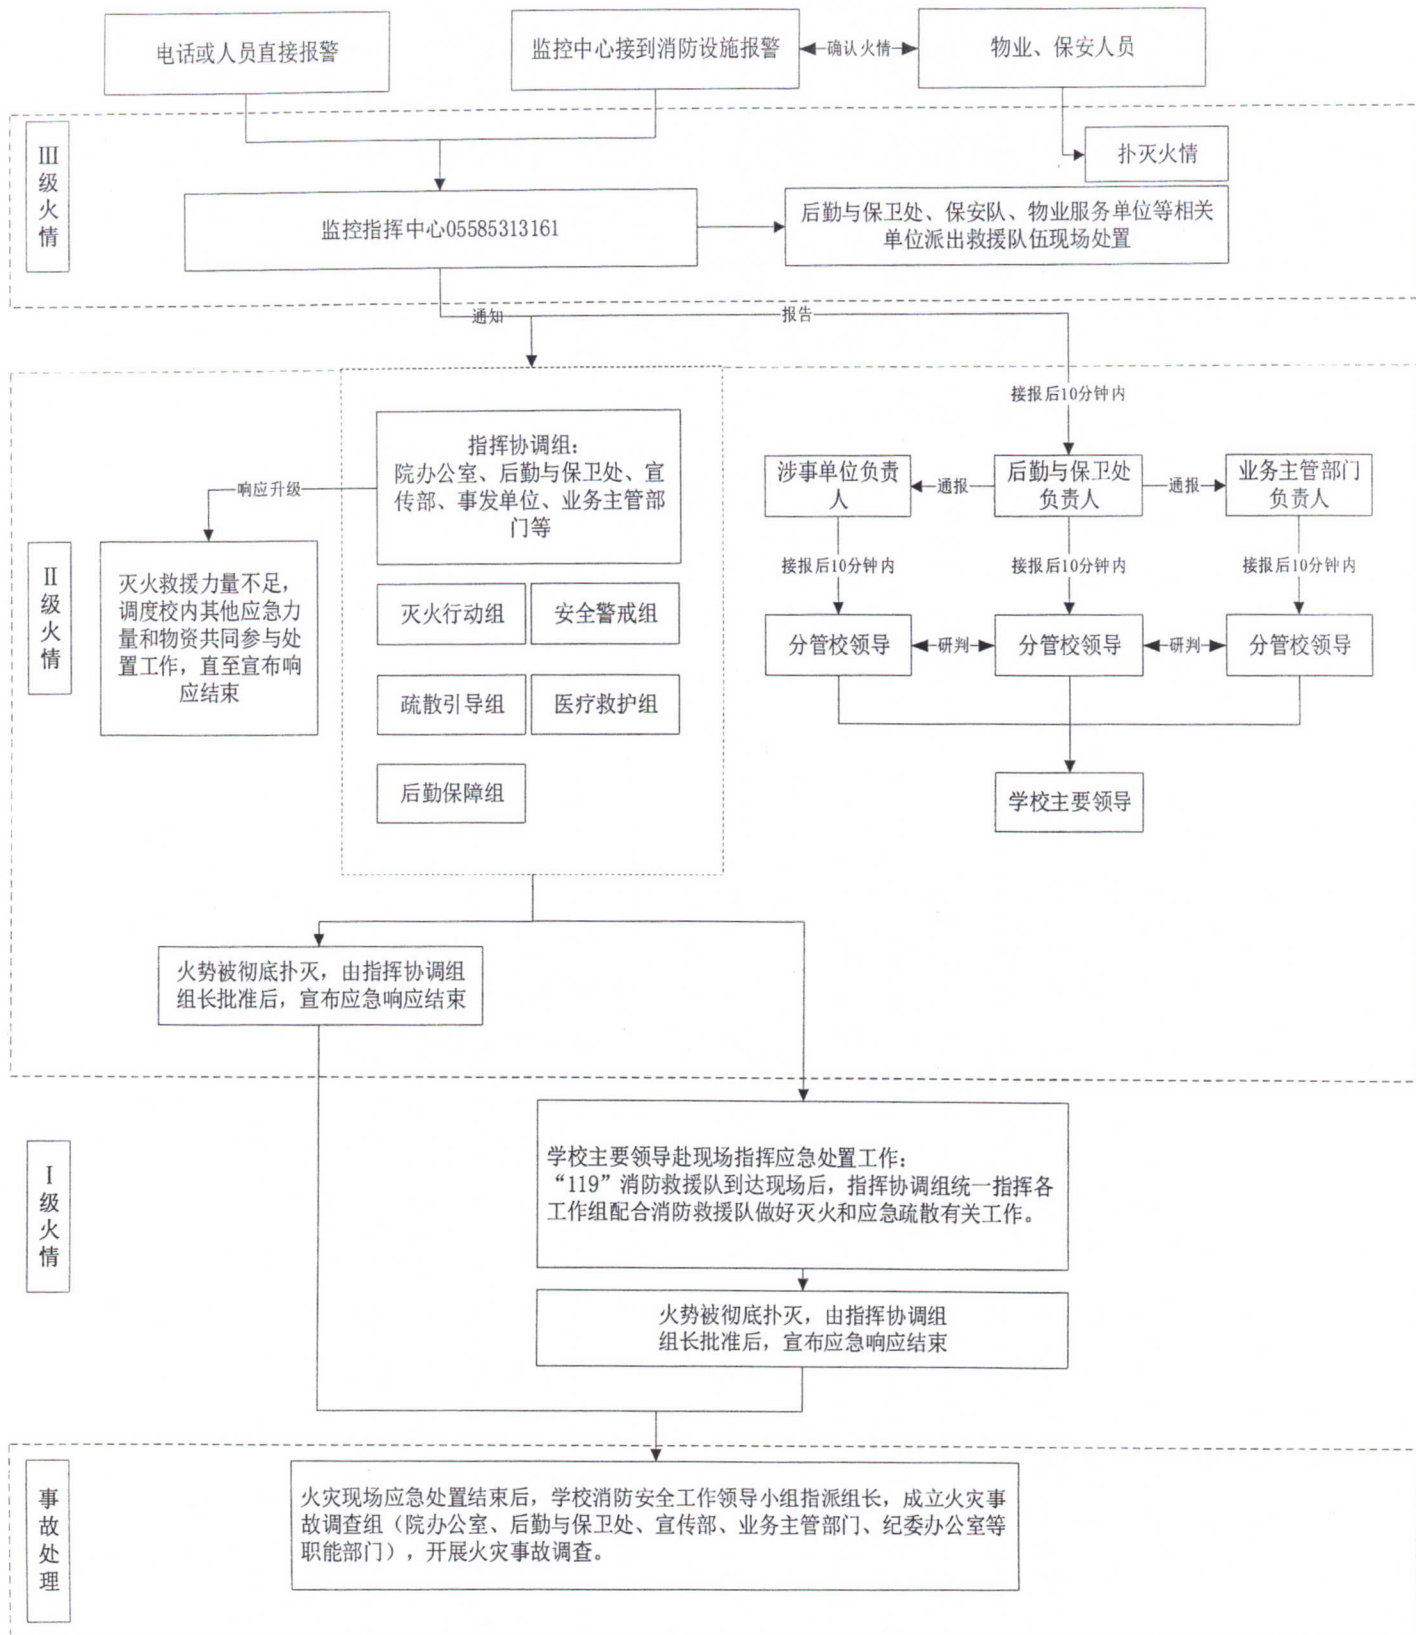 电话或人员直接报警
监控中心接到消防设施报警
确认火情
物业、保安人员
Ⅲ级火情
扑灭火情
监控指挥中心05585313161
后勤与保卫处、保安队、物业服务单位等相关
单位派出救援队伍现场处置
通知
报告
Ⅱ级火情
接报后10分钟内
指挥协调组：
院办公室、后勤与保卫处、宣
传部、事发单位、业务主管部
门等
响应升级
涉事单位负责
人
通报
后勤与保卫处
负责人
通报
业务主管部门
负责人
灭火救援力量不足，
调度校内其他应急力
量和物资共同参与处
置工作，直至宣布响
应结束
接报后10分钟内
接报后10分钟内
接报后10分钟内
灭火行动组
安全警戒组
分管校领导
研判
分管校领导
研判
分管校领导
疏散引导组
医疗救护组
后勤保障组
学校主要领导
火势被彻底扑灭，由指挥协调组
组长批准后，宣布应急响应结束
Ⅰ级火情
学校主要领导赴现场指挥应急处置工作：
“119”消防救援队到达现场后，指挥协调组统一指挥各
工作组配合消防救援队做好灭火和应急疏散有关工作。
火势被彻底扑灭，由指挥协调组
组长批准后，宣布应急响应结束
事故处理
火灾现场应急处置结束后，学校消防安全工作领导小组指派组长，成立火灾事
故调查组（院办公室、后勤与保卫处、宣传部、业务主管部门、纪委办公室等
职能部门），开展火灾事故调查。